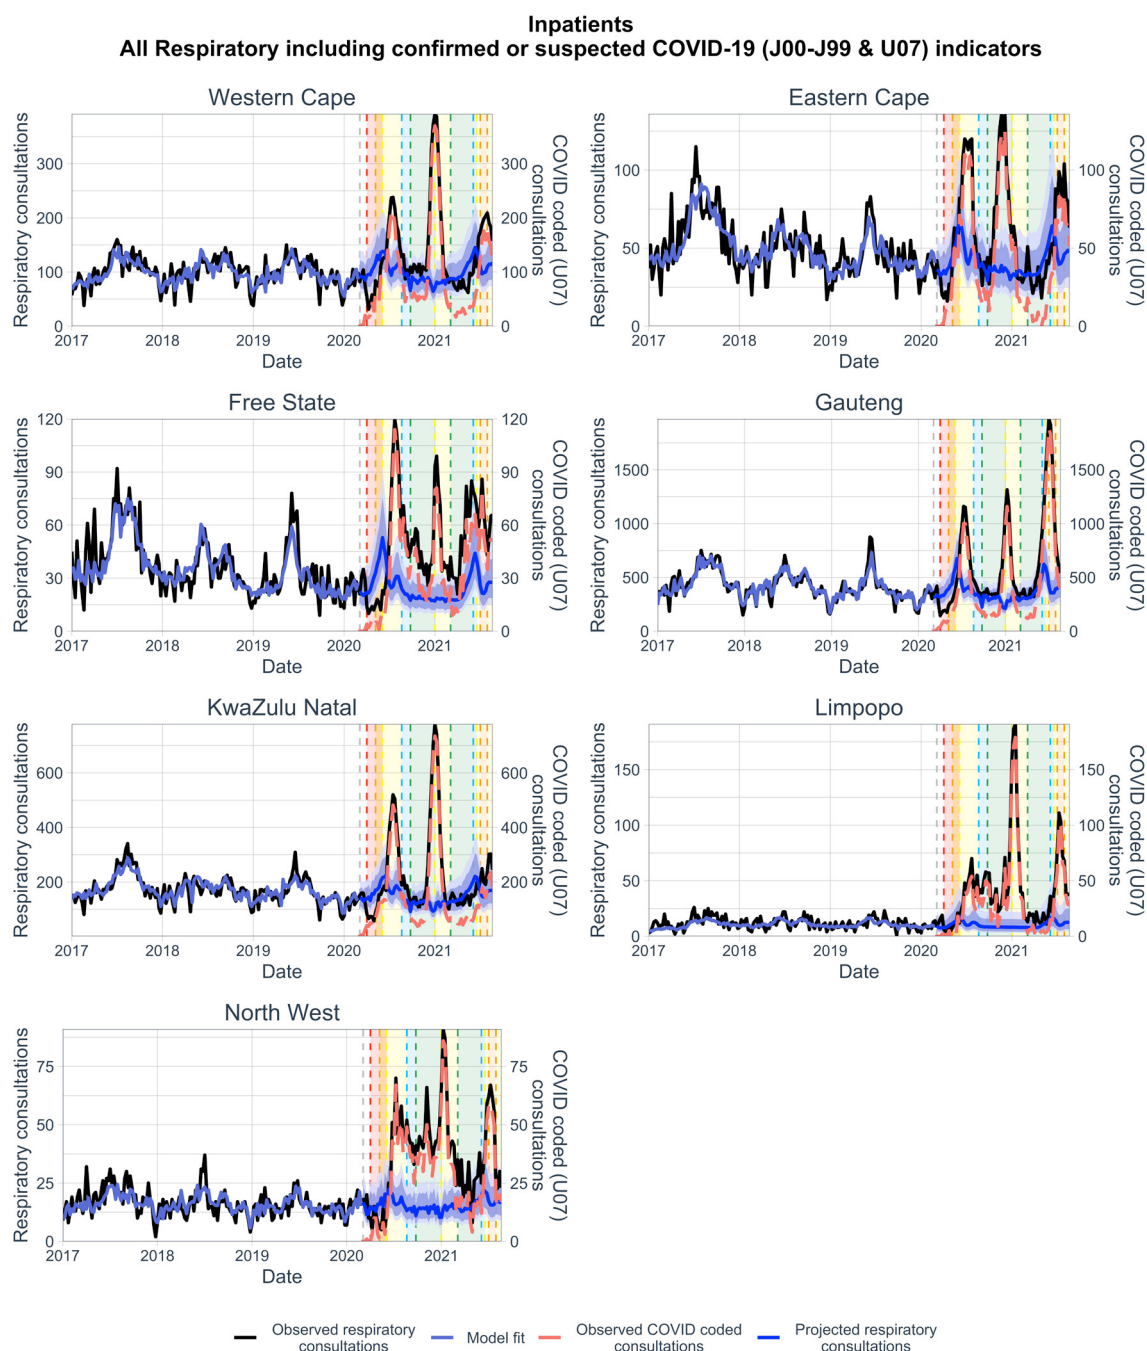 Inpatients
All Respiratory including confirmed or suspected COVID-19 (J00-J99 & U07) indicators
Western Cape
Respiratory consultations
300
200
100
0
2017 2018 2019 2020 2021
Date
300
200
100
0
COVID coded (U07)
consultations
Eastern Cape
Respiratory consultations
100
50
0
2017 2018 2019 2020 2021
Date
100
50
0
COVID coded (U07)
consultations
Free State
Respiratory consultations
120
90
60
30
0
2017 2018 2019 2020 2021
Date
120
90
60
30
0
COVID coded (U07)
consultations
Gauteng
Respiratory consultations
1500
1000
500
0
2017 2018 2019 2020 2021
Date
1500
1000
500
0
COVID coded (U07)
consultations
KwaZulu Natal
Respiratory consultations
600
400
200
2017 2018 2019 2020 2021
Date
600
400
200
COVID coded (U07)
consultations
Limpopo
Respiratory consultations
150
100
50
0
2017 2018 2019 2020 2021
Date
150
100
50
0
COVID coded (U07)
consultations
North West
Respiratory consultations
75
50
25
0
2017 2018 2019 2020 2021
Date
75
50
25
0
COVID coded (U07)
consultations
Observed respiratory
consultations
Model fit
Observed COVID coded
consultations
Projected respiratory
consultations